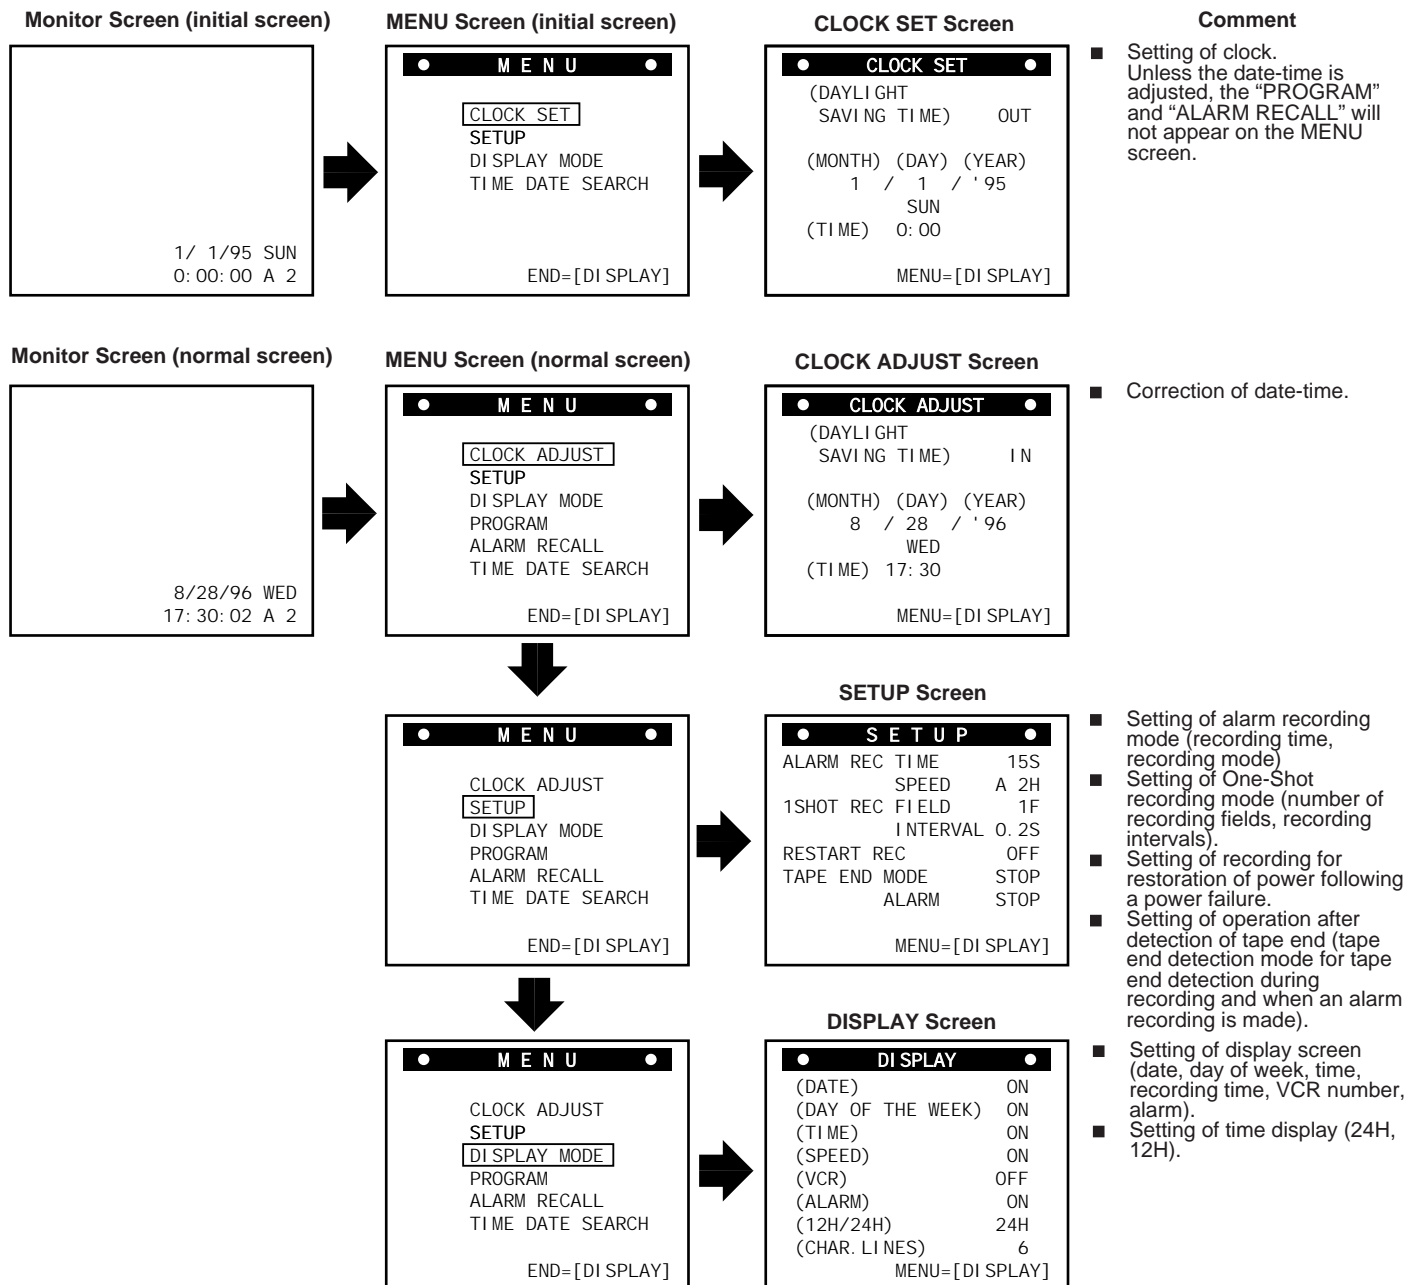 Monitor Screen (initial screen)
MENU Screen (initial screen)
CLOCK SET Screen
Comment
1/ 1/95 SUN
0:00:00 A 2
M E N U
CLOCK SET
SETUP
DISPLAY MODE
TIME DATE SEARCH
END=[DISPLAY]
CLOCK SET
(DAYLIGHT
SAVING TIME) OUT
(MONTH) (DAY) (YEAR)
1 / 1 / '95
SUN
(TIME) 0:00
MENU=[DISPLAY]
■ Setting of clock.
Unless the date-time is
adjusted, the “PROGRAM”
and “ALARM RECALL” will
not appear on the MENU
screen.
Monitor Screen (normal screen)
MENU Screen (normal screen)
CLOCK ADJUST Screen
8/28/96 WED
17:30:02 A 2
M E N U
CLOCK ADJUST
SETUP
DISPLAY MODE
PROGRAM
ALARM RECALL
TIME DATE SEARCH
END=[DISPLAY]
CLOCK ADJUST
(DAYLIGHT
SAVING TIME) IN
(MONTH) (DAY) (YEAR)
8 / 28 / '96
WED
(TIME) 17:30
MENU=[DISPLAY]
■ Correction of date-time.
SETUP Screen
M E N U
CLOCK ADJUST
SETUP
DISPLAY MODE
PROGRAM
ALARM RECALL
TIME DATE SEARCH
END=[DISPLAY]
S E T U P
ALARM REC TIME 15S
SPEED A 2H
1SHOT REC FIELD 1F
INTERVAL 0.2S
RESTART REC OFF
TAPE END MODE STOP
ALARM STOP
MENU=[DISPLAY]
■ Setting of alarm recording
mode (recording time,
recording mode)
■ Setting of One-Shot
recording mode (number of
recording fields, recording
intervals).
■ Setting of recording for
restoration of power following
a power failure.
■ Setting of operation after
detection of tape end (tape
end detection mode for tape
end detection during
recording and when an alarm
recording is made).
DISPLAY Screen
M E N U
CLOCK ADJUST
SETUP
DISPLAY MODE
PROGRAM
ALARM RECALL
TIME DATE SEARCH
END=[DISPLAY]
DISPLAY
(DATE) ON
(DAY OF THE WEEK) ON
(TIME) ON
(SPEED) ON
(VCR) OFF
(ALARM) ON
(12H/24H) 24H
(CHAR.LINES) 6
MENU=[DISPLAY]
■ Setting of display screen
(date, day of week, time,
recording time, VCR number,
alarm).
■ Setting of time display (24H,
12H).